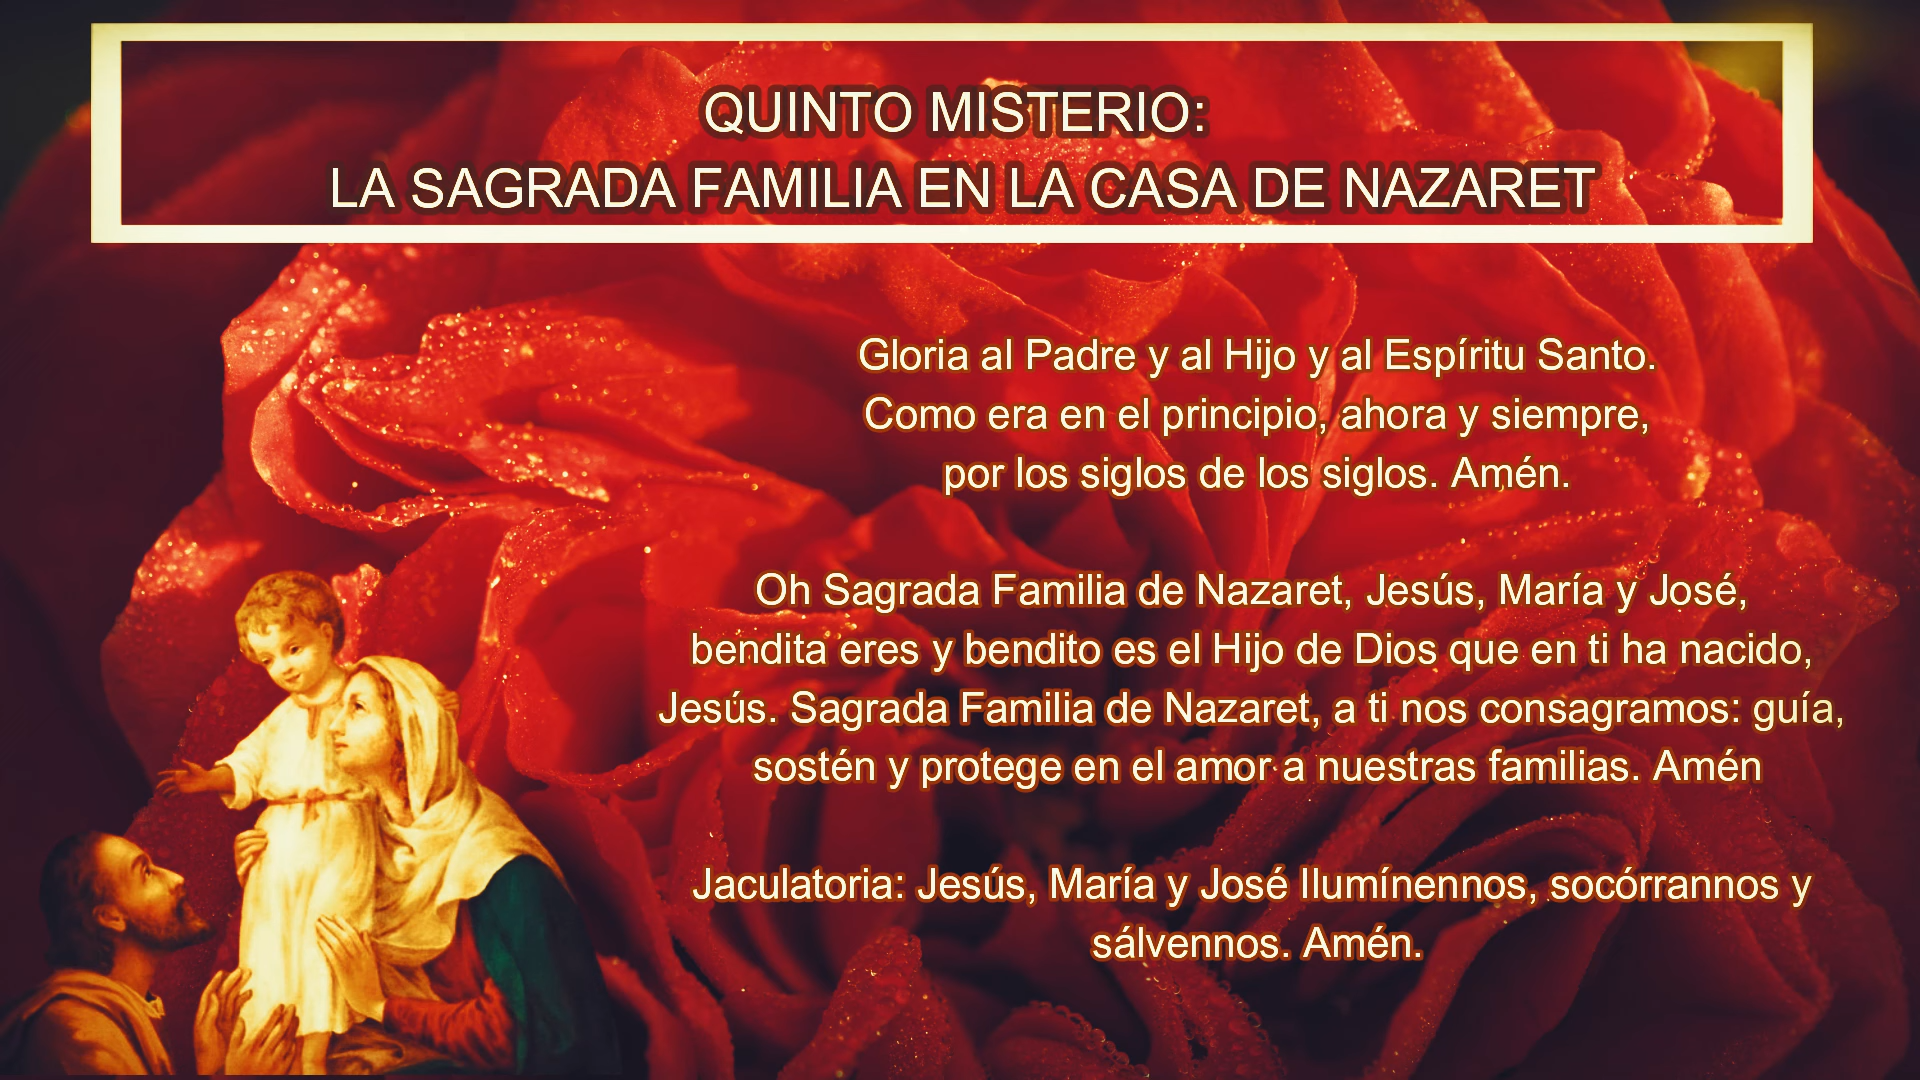 QUINTO MISTERIO:
LA SAGRADA FAMILIA EN LA CASA DE NAZARET
Gloria al Padre y al Hijo y al Espíritu Santo.
Como era en el principio, ahora y siempre,
por los siglos de los siglos. Amén.
Oh Sagrada Familia de Nazaret, Jesús, María y José,
bendita eres y bendito es el Hijo de Dios que en ti ha nacido,
Jesús. Sagrada Familia de Nazaret, a ti nos consagramos: guía,
sostén y protege en el amor a nuestras familias. Amén
Jaculatoria: Jesús, María y José Ilumínennos, socórrannos y
sálvennos. Amén.